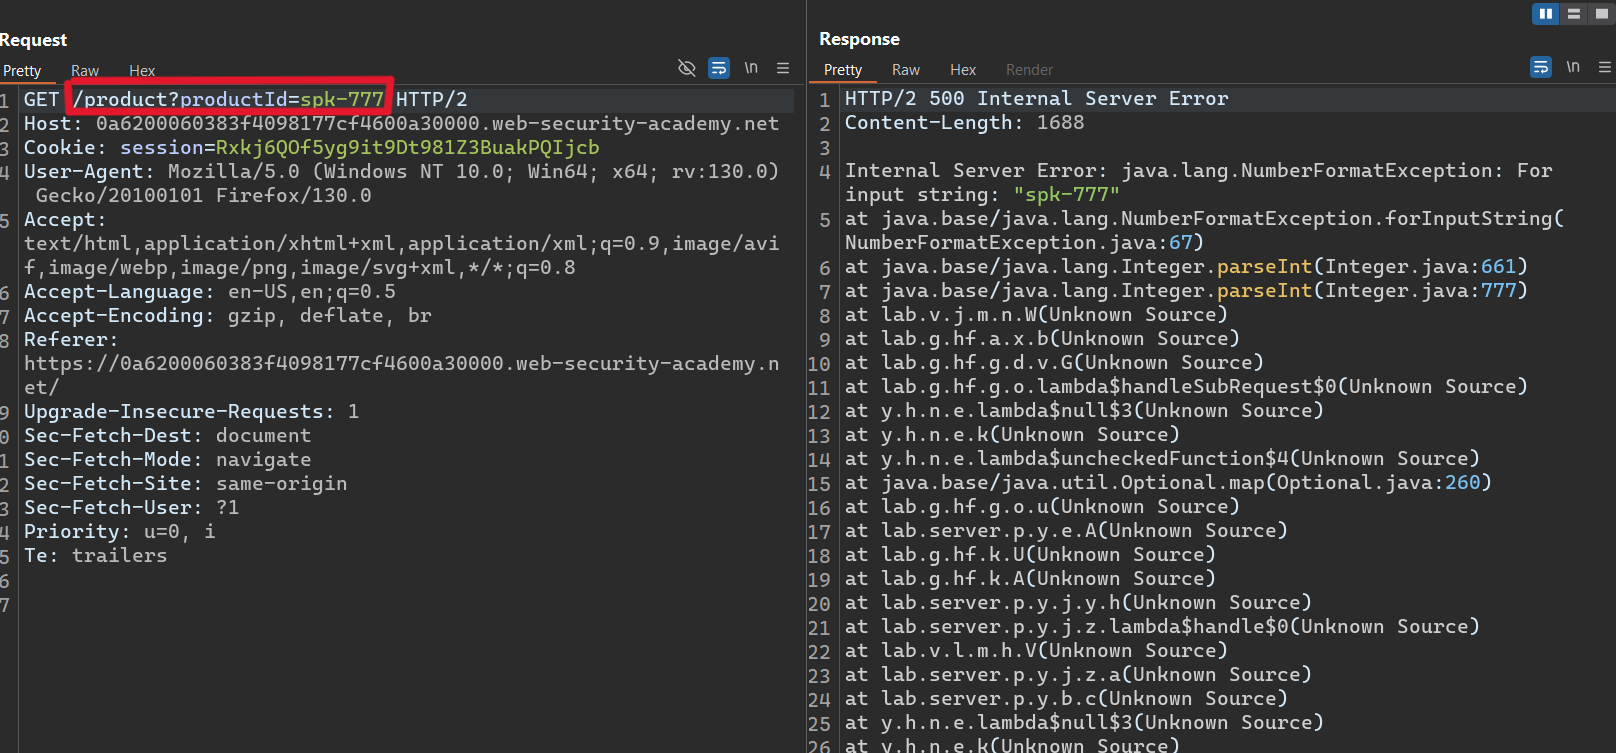 Request
Pretty Raw Hex
\n
1 GET /product?productId=spk-777 HTTP/2
2 Host: 0a6200060383f4098177cf4600a30000.web-security-academy.net
3 Cookie: session=Rxkj6QOf5yg9it9Dt981Z3BuakPQIjcb
4 User-Agent: Mozilla/5.0 (Windows NT 10.0; Win64; x64; rv:130.0)
Gecko/20100101 Firefox/130.0
5 Accept:
text/html,application/xhtml+xml,application/xml;q=0.9,image/avi
f,image/webp,image/png,image/svg+xml,*/*;q=0.8
6 Accept-Language: en-US,en;q=0.5
7 Accept-Encoding: gzip, deflate, br
8 Referer:
https://0a6200060383f4098177cf4600a30000.web-security-academy.n
et/
9 Upgrade-Insecure-Requests: 1
0 Sec-Fetch-Dest: document
1 Sec-Fetch-Mode: navigate
2 Sec-Fetch-Site: same-origin
3 Sec-Fetch-User: ?1
4 Priority: u=0, i
5 Te: trailers
6
7
Response
Pretty Raw Hex Render
\n
1 HTTP/2 500 Internal Server Error
2 Content-Length: 1688
3
4 Internal Server Error: java.lang.NumberFormatException: For
input string: "spk-777"
5 at java.base/java.lang.NumberFormatException.forInputString(
NumberFormatException.java:67)
6 at java.base/java.lang.Integer.parseInt(Integer.java:661)
7 at java.base/java.lang.Integer.parseInt(Integer.java:777)
8 at lab.v.j.m.n.W(Unknown Source)
9 at lab.g.hf.a.x.b(Unknown Source)
10 at lab.g.hf.g.d.v.G(Unknown Source)
11 at lab.g.hf.g.o.lambda$handleSubRequest$0(Unknown Source)
12 at y.h.n.e.lambda$null$3(Unknown Source)
13 at y.h.n.e.k(Unknown Source)
14 at y.h.n.e.lambda$uncheckedFunction$4(Unknown Source)
15 at java.base/java.util.Optional.map(Optional.java:260)
16 at lab.g.hf.g.o.u(Unknown Source)
17 at lab.server.p.y.e.A(Unknown Source)
18 at lab.g.hf.k.U(Unknown Source)
19 at lab.g.hf.k.A(Unknown Source)
20 at lab.server.p.y.j.y.h(Unknown Source)
21 at lab.server.p.y.j.z.lambda$handle$0(Unknown Source)
22 at lab.v.l.m.h.V(Unknown Source)
23 at lab.server.p.y.j.z.a(Unknown Source)
24 at lab.server.p.y.b.c(Unknown Source)
25 at y.h.n.e.lambda$null$3(Unknown Source)
26 at y.h.n.e.k(Unknown Source)